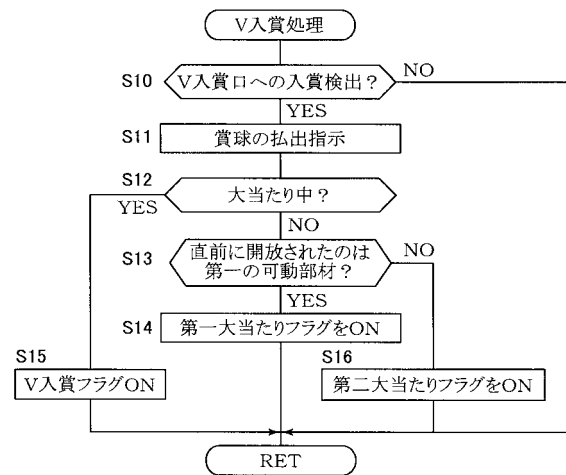 V入賞処理
S10
V入賞口への入賞検出？
NO
YES
S11
賞球の払出指示
S12
大当たり中？
YES
NO
S13
直前に開放されたのは
第一の可動部材？
NO
YES
S14
第一大当たりフラグをON
S15
V入賞フラグON
S16
第二大当たりフラグをON
RET